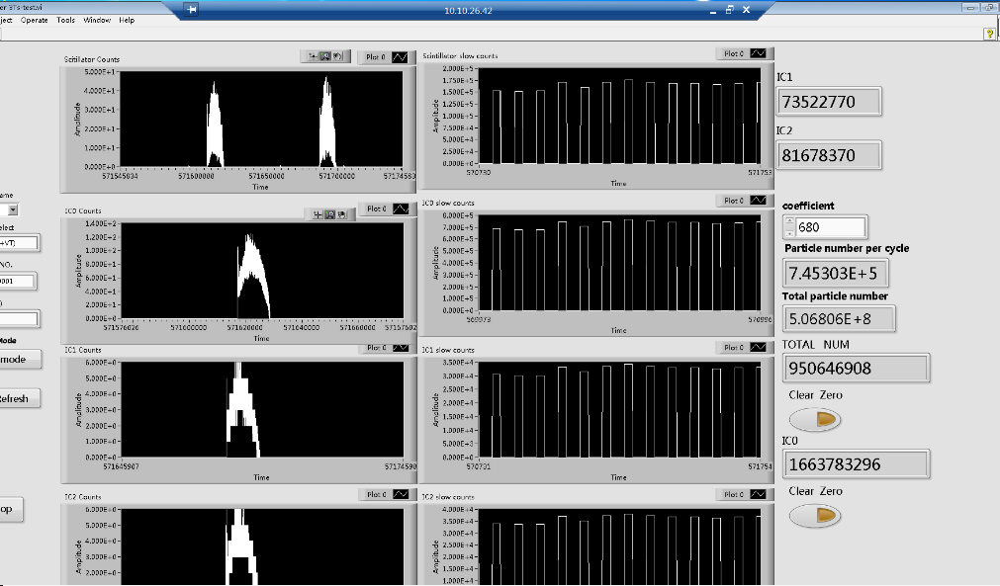 er 3Ts-test.vi
10.10.26.42
ject Operate Tools Window Help
?
Scitillator Counts
Plot 0
Amplitude
5.000E+1
4.000E+1
3.000E+1
2.000E+1
1.000E+1
0.000E+0
571545034 571600000 571650000 571700000 57174589
Time
Scintillator slow counts
Plot 0
Amplitude
2.000E+5
1.750E+5
1.500E+5
1.250E+5
1.000E+5
7.500E+4
5.000E+4
2.500E+4
0.000E+0
570730 571753
Time
IC1
73522770
IC2
81678370
ame
elect
+VT)
NO.
0001
)
Mode
mode
Refresh
op
IC0 Counts
Plot 0
Amplitude
1.400E+2
1.200E+2
1.000E+2
8.000E+1
6.000E+1
4.000E+1
2.000E+1
0.000E+0
571576026 571600000 571620000 571640000 571660000 57167602
Time
IC0 slow counts
Plot 0
Amplitude
8.000E+5
7.000E+5
6.000E+5
5.000E+5
4.000E+5
3.000E+5
2.000E+5
1.000E+5
0.000E+0
569973 570996
Time
coefficient
680
Particle number per cycle
7.45303E+5
Total particle number
5.06806E+8
TOTAL NUM
950646908
Clear Zero
IC0
1663783296
Clear Zero
IC1 Counts
Plot 0
Amplitude
6.000E+0
5.000E+0
4.000E+0
3.000E+0
2.000E+0
1.000E+0
0.000E+0
571645907 57174590
Time
IC1 slow counts
Plot 0
Amplitude
3.500E+4
3.000E+4
2.500E+4
2.000E+4
1.500E+4
1.000E+4
5.000E+3
0.000E+0
570731 571754
Time
IC2 Counts
Plot 0
Amplitude
6.000E+0
5.000E+0
4.000E+0
3.000E+0
2.000E+0
IC2 slow counts
Plot 0
Amplitude
4.000E+4
3.500E+4
3.000E+4
2.500E+4
2.000E+4
1.500E+4
1.000E+4